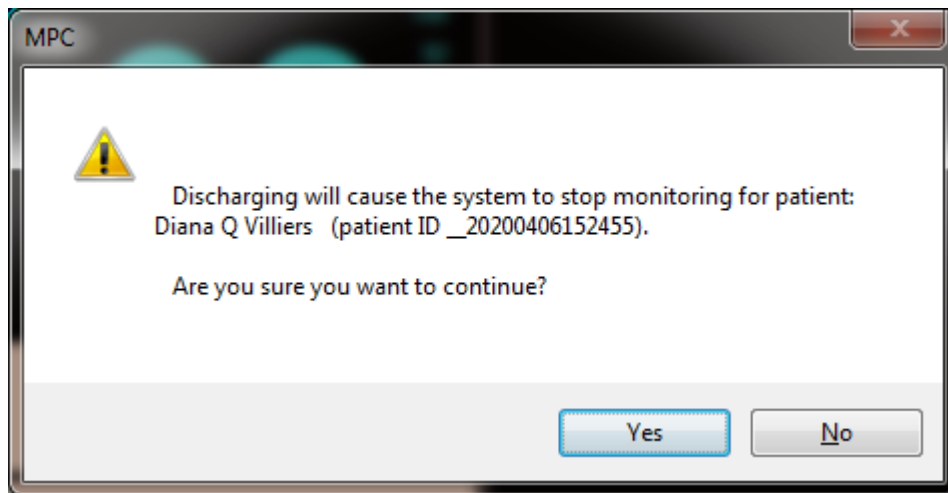 MPC
Discharging will cause the system to stop monitoring for patient:
Diana Q Villiers   (patient ID __20200406152455).
Are you sure you want to continue?
Yes
No